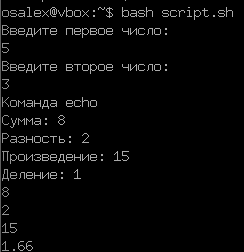 osalex@vbox:~$ bash script.sh
Введите первое число:
5
Введите второе число:
3
Команда echo
Сумма: 8
Разность: 2
Произведение: 15
Деление: 1
8
2
15
1.66